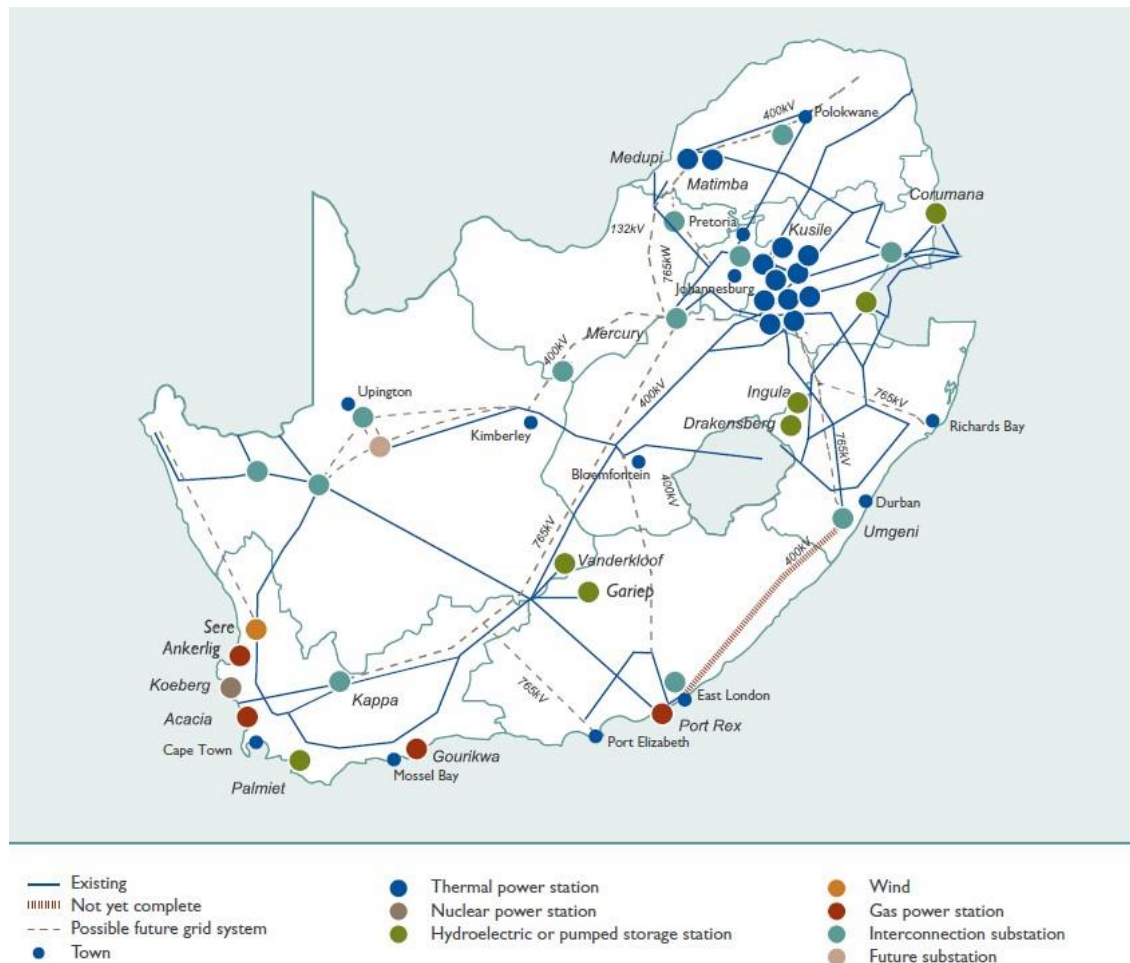 400kV
Polokwane
Medupi
Matimba
Corumana
132kV
Pretoria
Kusile
765kW
Johannesburg
Mercury
400kV
400kV
Upington
Kimberley
Ingula
Drakensberg
765kV
Richards Bay
Bloemfontein
400kV
765kV
Durban
Umgeni
765kV
400kV
Vanderkloof
Gariep
Sere
Ankerlig
Koeberg
Kappa
765kV
East London
Acacia
Port Rex
Cape Town
Port Elizabeth
Gourikwa
Mossel Bay
Palmiet
Existing
Not yet complete
Possible future grid system
Town
Thermal power station
Nuclear power station
Hydroelectric or pumped storage station
Wind
Gas power station
Interconnection substation
Future substation